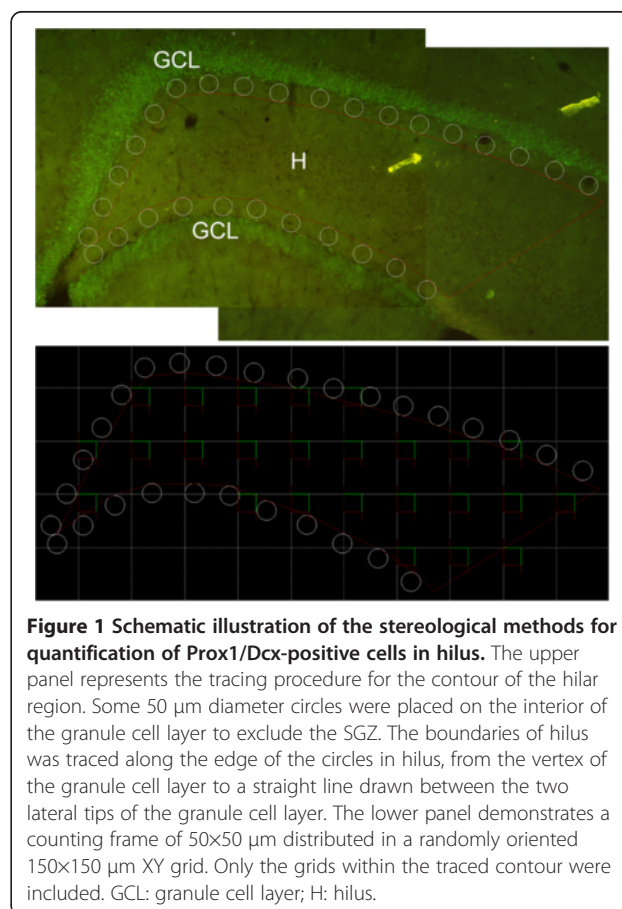 GCL
H
GCL
Figure 1 Schematic illustration of the stereological methods for
quantification of Prox1/Dcx-positive cells in hilus. The upper
panel represents the tracing procedure for the contour of the hilar
region. Some 50 μm diameter circles were placed on the interior of
the granule cell layer to exclude the SGZ. The boundaries of hilus
was traced along the edge of the circles in hilus, from the vertex of
the granule cell layer to a straight line drawn between the two
lateral tips of the granule cell layer. The lower panel demonstrates a
counting frame of 50×50 μm distributed in a randomly oriented
150×150 μm XY grid. Only the grids within the traced contour were
included. GCL: granule cell layer; H: hilus.